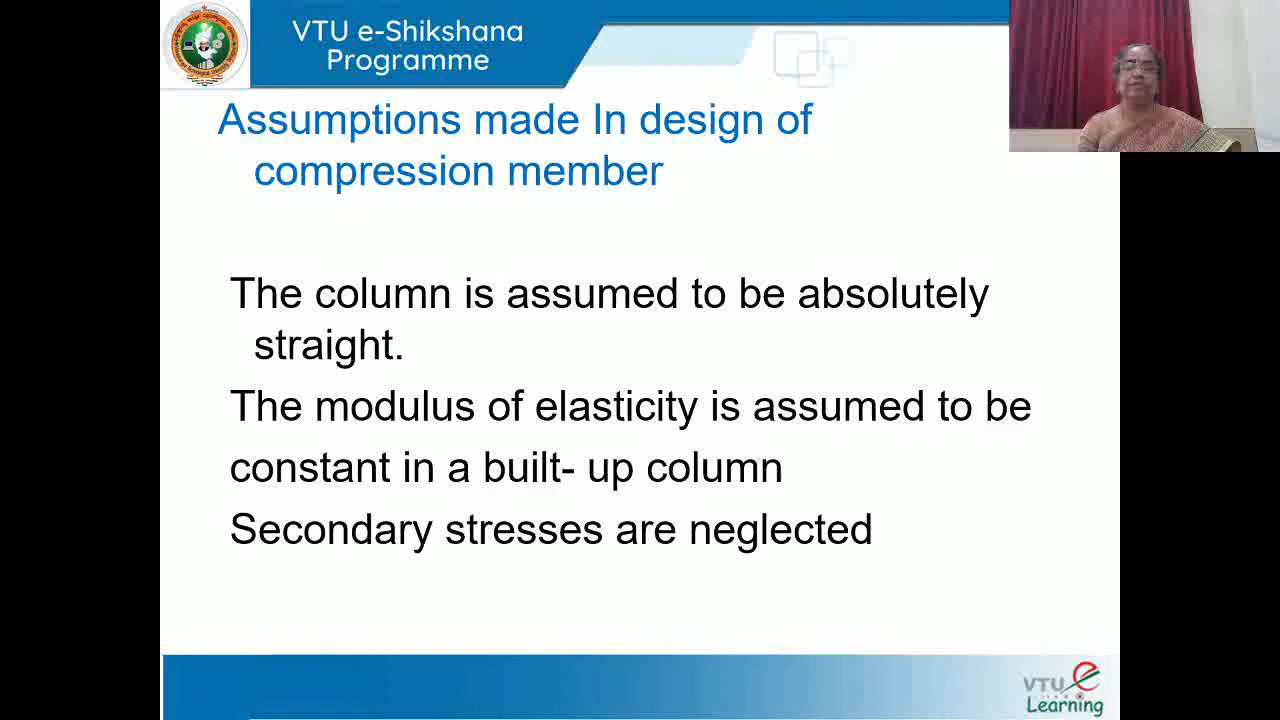 VTU e-Shikshana
Programme
Assumptions made In design of
compression member
The column is assumed to be absolutely
straight.
The modulus of elasticity is assumed to be
constant in a built- up column
Secondary stresses are neglected
VTU e
Learning